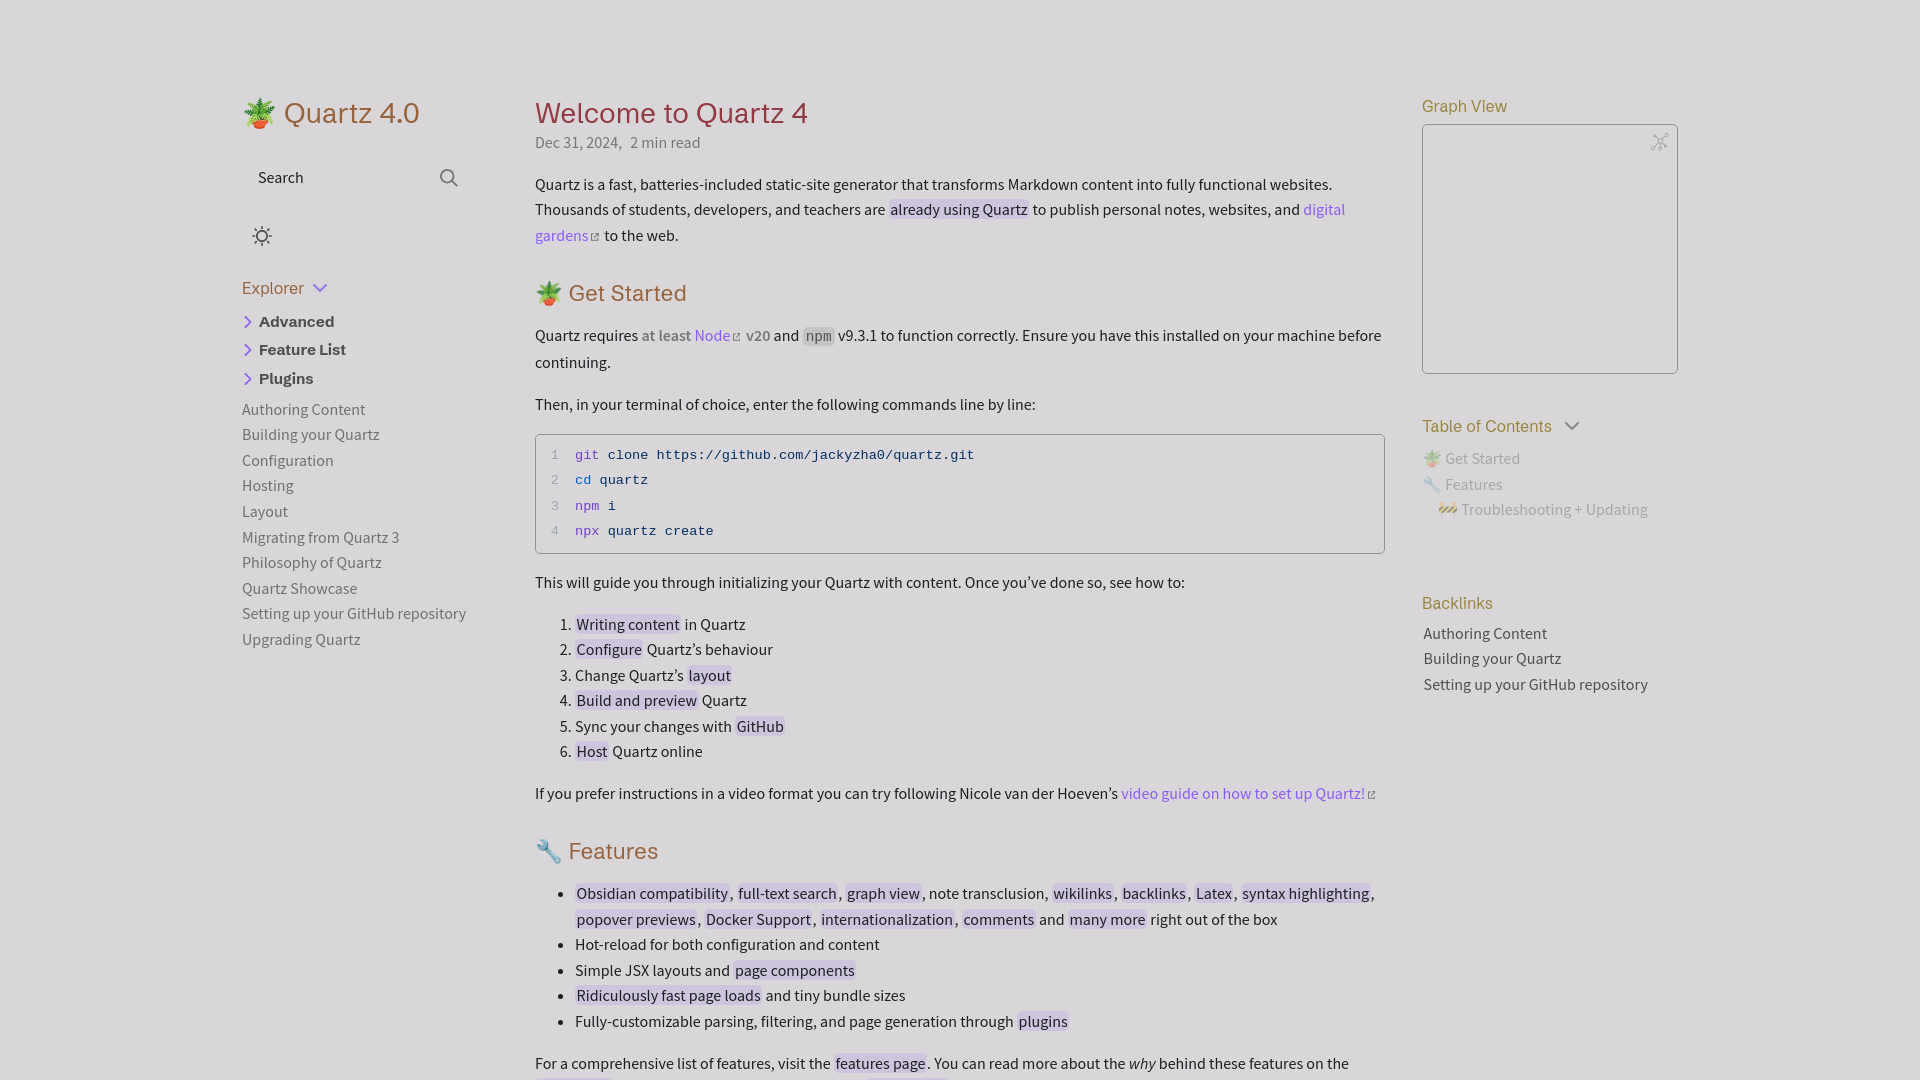 🪴 Quartz 4.0
Search
Explorer
Advanced
Feature List
Plugins
Authoring Content
Building your Quartz
Configuration
Hosting
Layout
Migrating from Quartz 3
Philosophy of Quartz
Quartz Showcase
Setting up your GitHub repository
Upgrading Quartz
Welcome to Quartz 4
Dec 31, 2024, 2 min read
Quartz is a fast, batteries-included static-site generator that transforms Markdown content into fully functional websites.
Thousands of students, developers, and teachers are already using Quartz to publish personal notes, websites, and digital
gardens to the web.
🪴 Get Started
Quartz requires at least Node v20 and npm v9.3.1 to function correctly. Ensure you have this installed on your machine before
continuing.
Then, in your terminal of choice, enter the following commands line by line:
1 git clone https://github.com/jackyzha0/quartz.git
2 cd quartz
3 npm i
4 npx quartz create
This will guide you through initializing your Quartz with content. Once you’ve done so, see how to:
1. Writing content in Quartz
2. Configure Quartz’s behaviour
3. Change Quartz’s layout
4. Build and preview Quartz
5. Sync your changes with GitHub
6. Host Quartz online
If you prefer instructions in a video format you can try following Nicole van der Hoeven’s video guide on how to set up Quartz!
🔧 Features
• Obsidian compatibility, full-text search, graph view, note transclusion, wikilinks, backlinks, Latex, syntax highlighting,
popover previews, Docker Support, internationalization, comments and many more right out of the box
• Hot-reload for both configuration and content
• Simple JSX layouts and page components
• Ridiculously fast page loads and tiny bundle sizes
• Fully-customizable parsing, filtering, and page generation through plugins
For a comprehensive list of features, visit the features page. You can read more about the why behind these features on the
Graph View
Table of Contents
🪴 Get Started
🔧 Features
🚧 Troubleshooting + Updating
Backlinks
Authoring Content
Building your Quartz
Setting up your GitHub repository